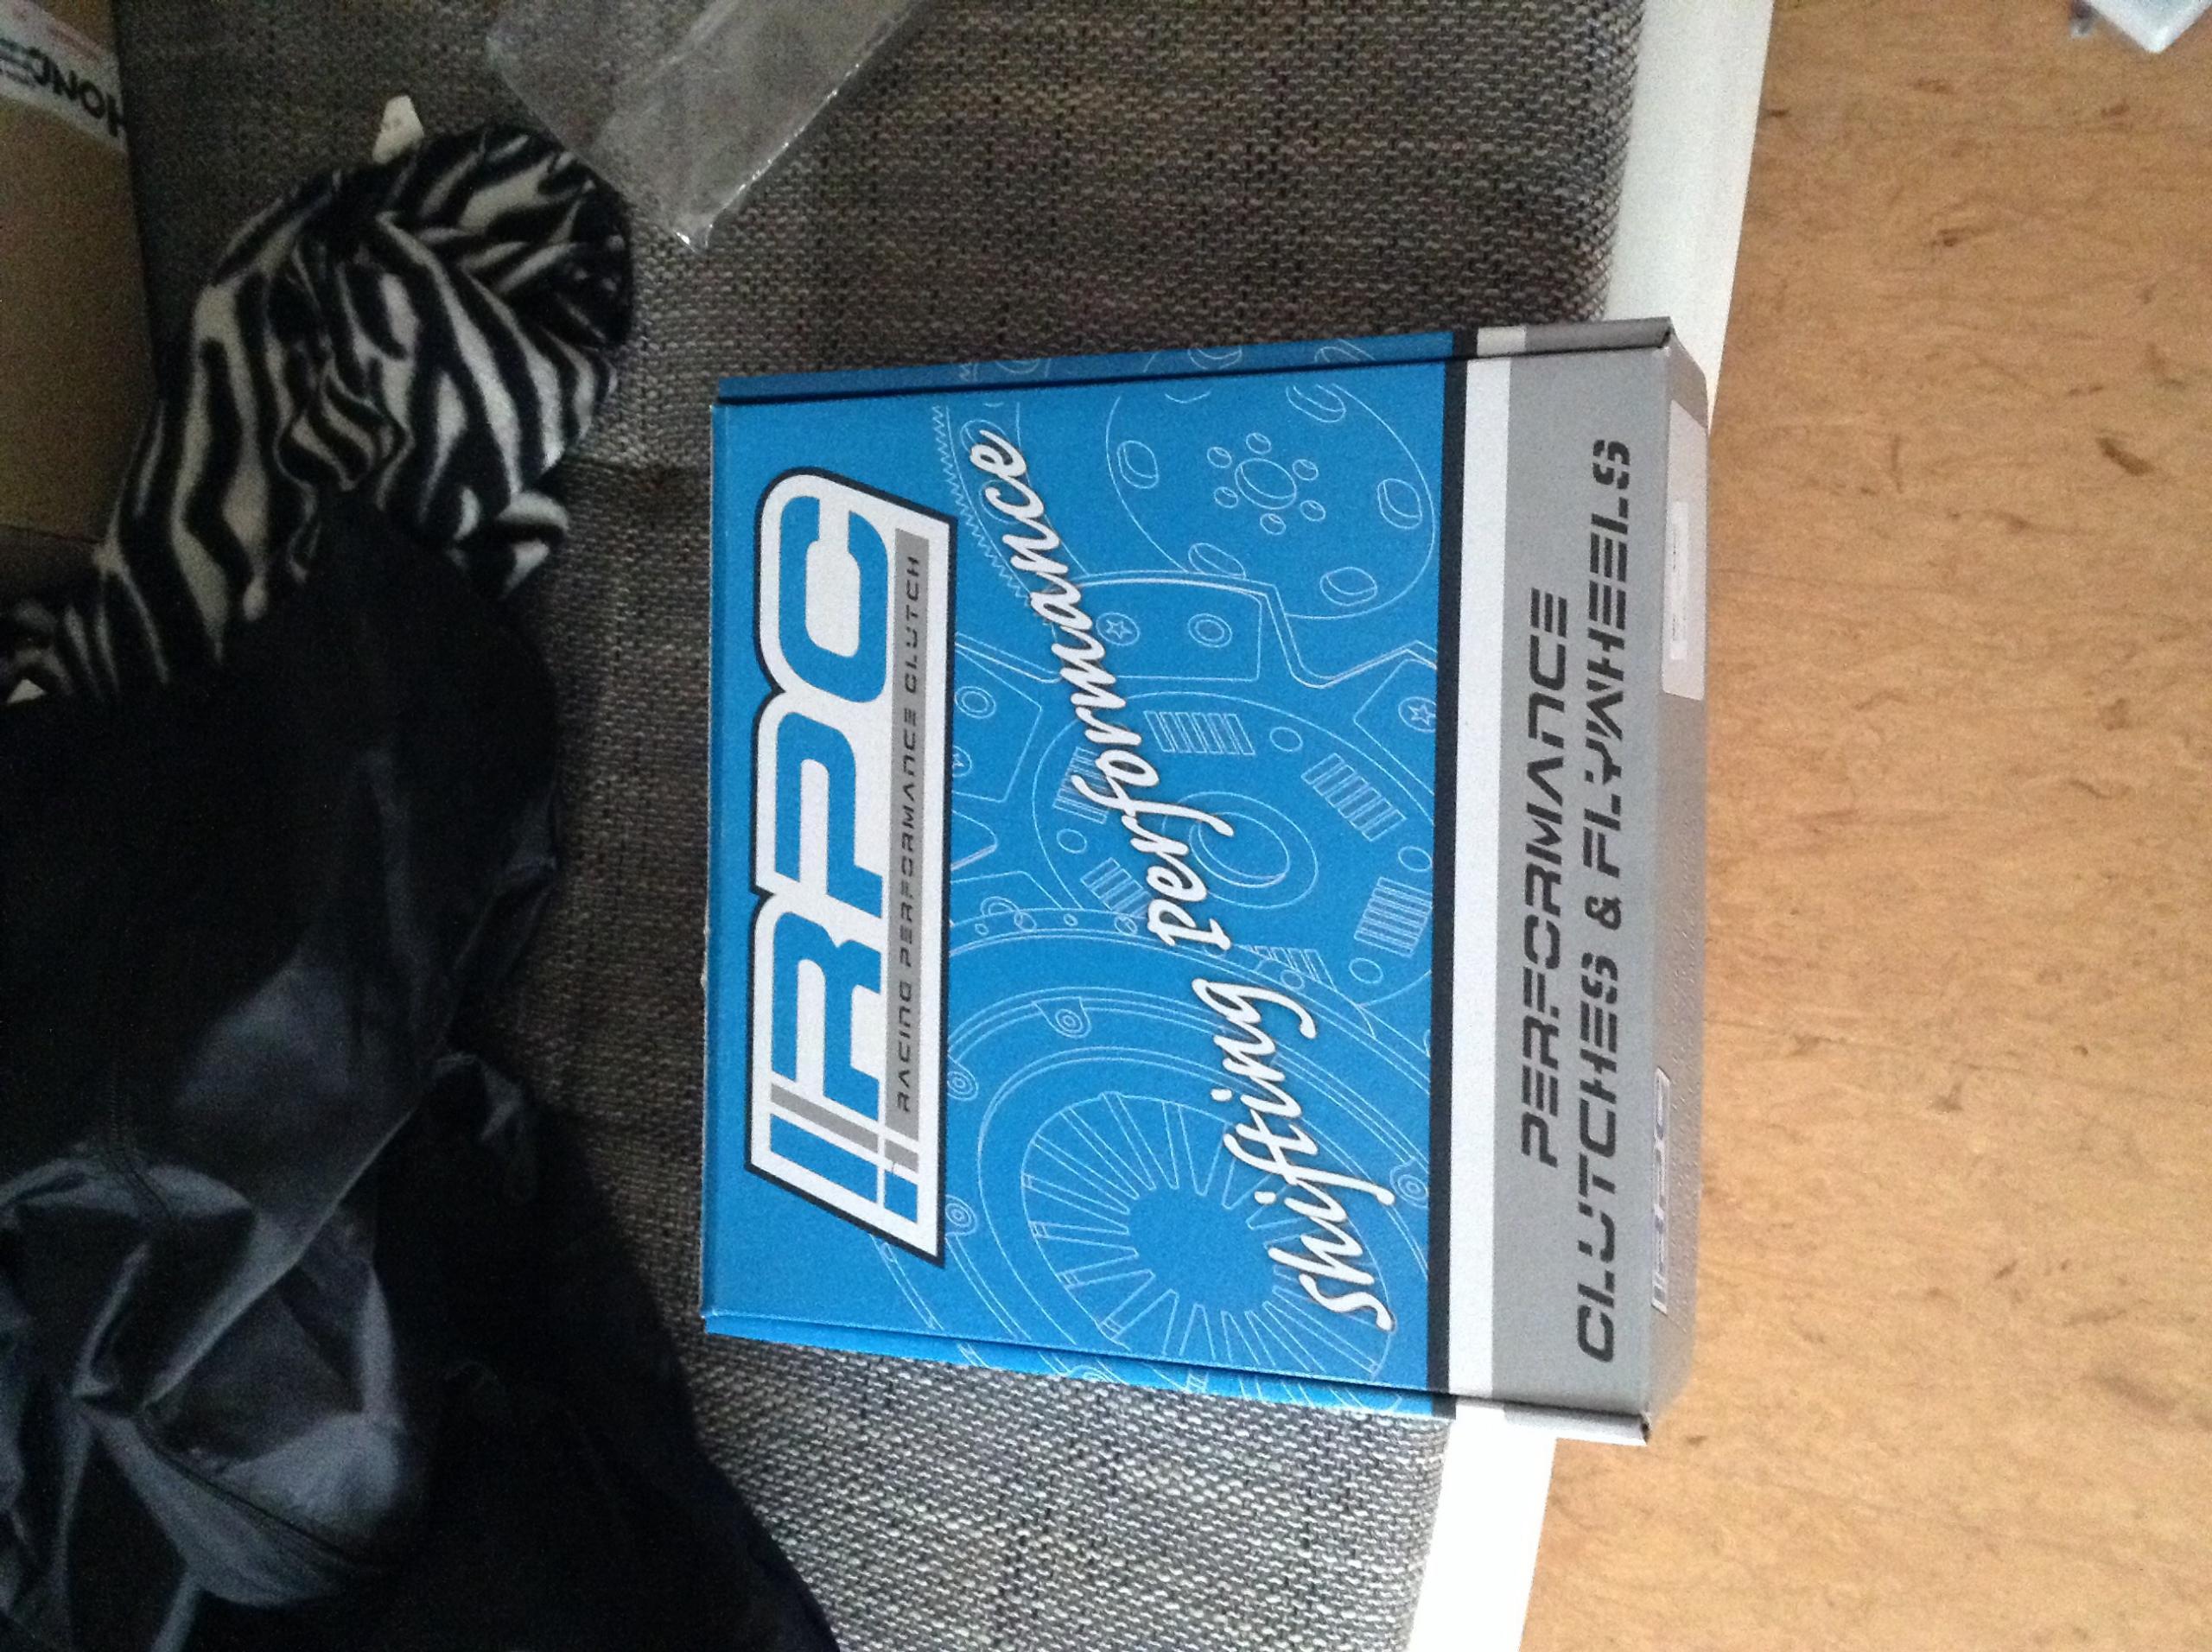 RPC
RACING PERFORMANCE CLUTCH
shifting performance
PERFORMANCE
CLUTCHES & FLYWHEELS
RPC